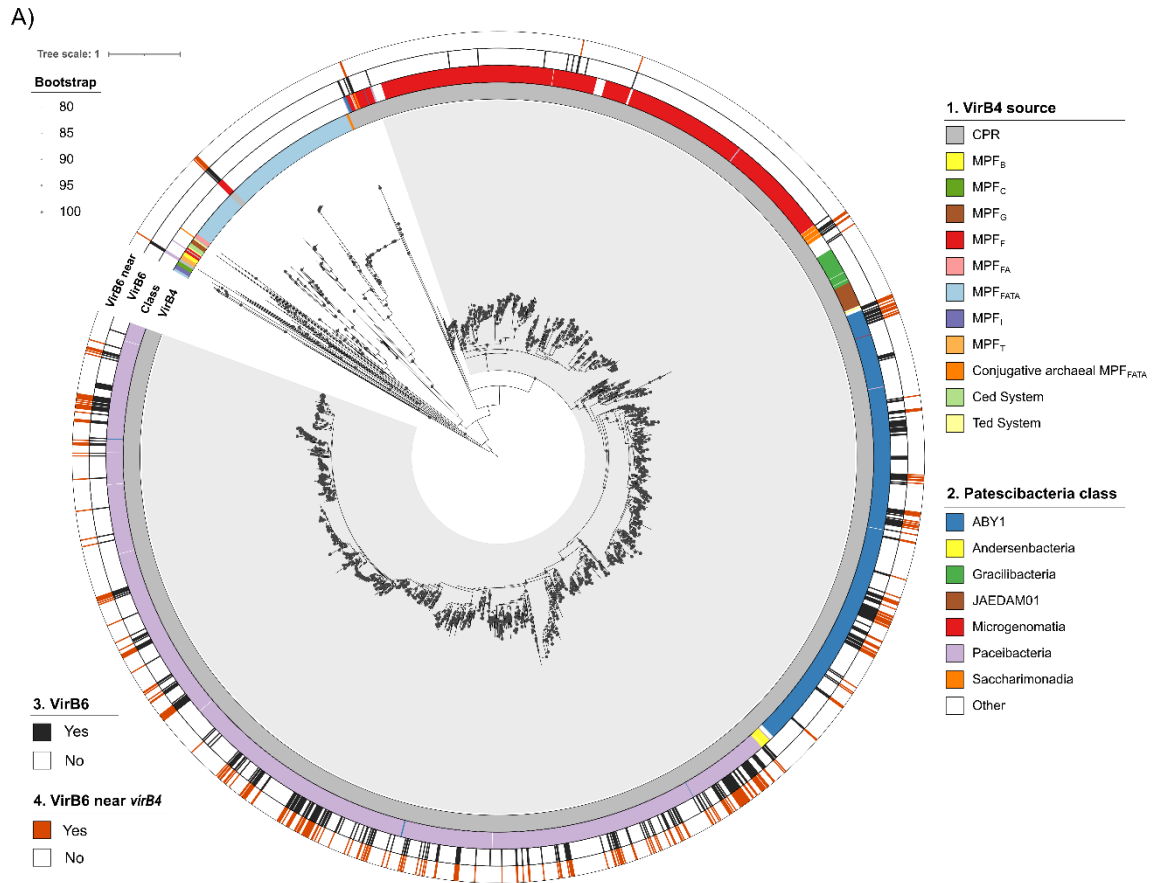 A)
Tree scale: 1
Bootstrap
80
85
90
95
100
VirB6 near
VirB6
Class
VirB4
1. VirB4 source
CPR
MPFB
MPFC
MPFG
MPFF
MPFFA
MPFFATA
MPFI
MPFT
Conjugative archaeal MPFFATA
Ced System
Ted System
2. Patescibacteria class
ABY1
Andersenbacteria
Gracilibacteria
JAEDAM01
Microgenomatia
Paceibacteria
Saccharimonadia
Other
3. VirB6
Yes
No
4. VirB6 near virB4
Yes
No